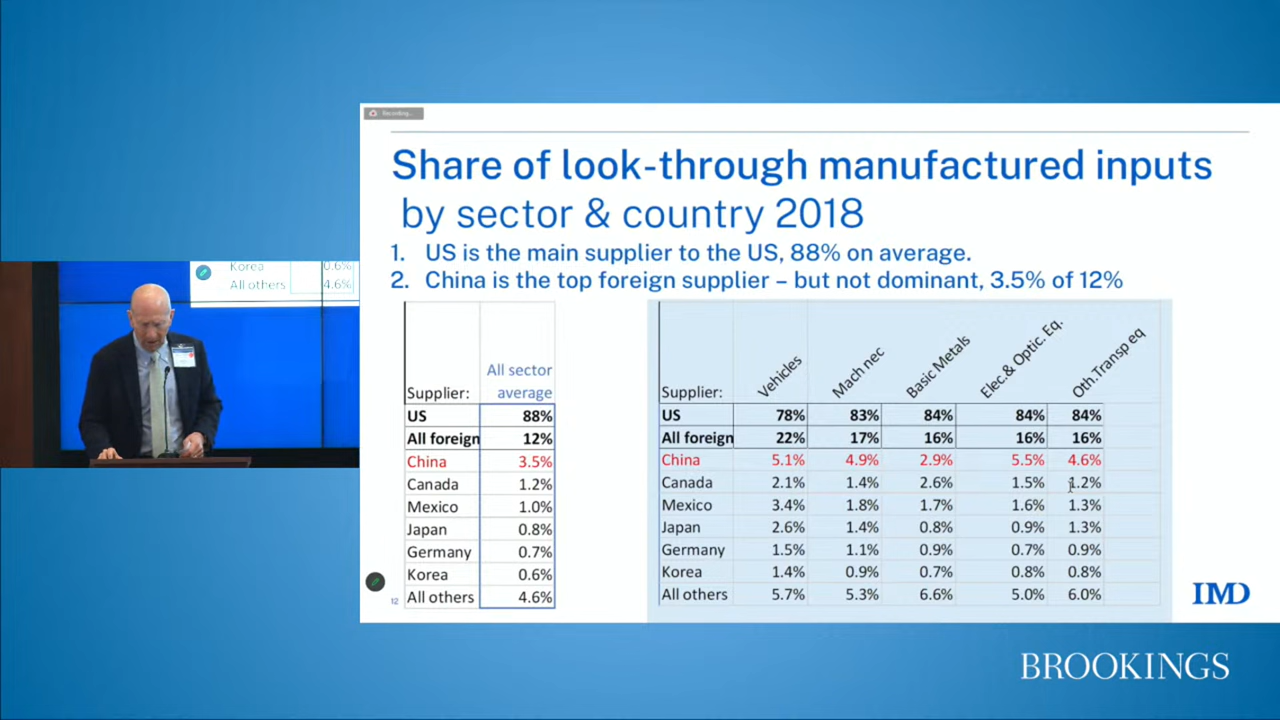 Recording...
Share of look-through manufactured inputs
by sector & country 2018
1. US is the main supplier to the US, 88% on average.
2. China is the top foreign supplier – but not dominant, 3.5% of 12%
Supplier: All sector average
US 88%
All foreign 12%
China 3.5%
Canada 1.2%
Mexico 1.0%
Japan 0.8%
Germany 0.7%
Korea 0.6%
All others 4.6%
Supplier: Vehicles Mach nec Basic Metals Elec.& Optic. Eq. Oth.Transp eq
US 78% 83% 84% 84% 84%
All foreign 22% 17% 16% 16% 16%
China 5.1% 4.9% 2.9% 5.5% 4.6%
Canada 2.1% 1.4% 2.6% 1.5% 1.2%
Mexico 3.4% 1.8% 1.7% 1.6% 1.3%
Japan 2.6% 1.4% 0.8% 0.9% 1.3%
Germany 1.5% 1.1% 0.9% 0.7% 0.9%
Korea 1.4% 0.9% 0.7% 0.8% 0.8%
All others 5.7% 5.3% 6.6% 5.0% 6.0%
12
IMD
Korea 0.6%
All others 4.6%
BROOKINGS